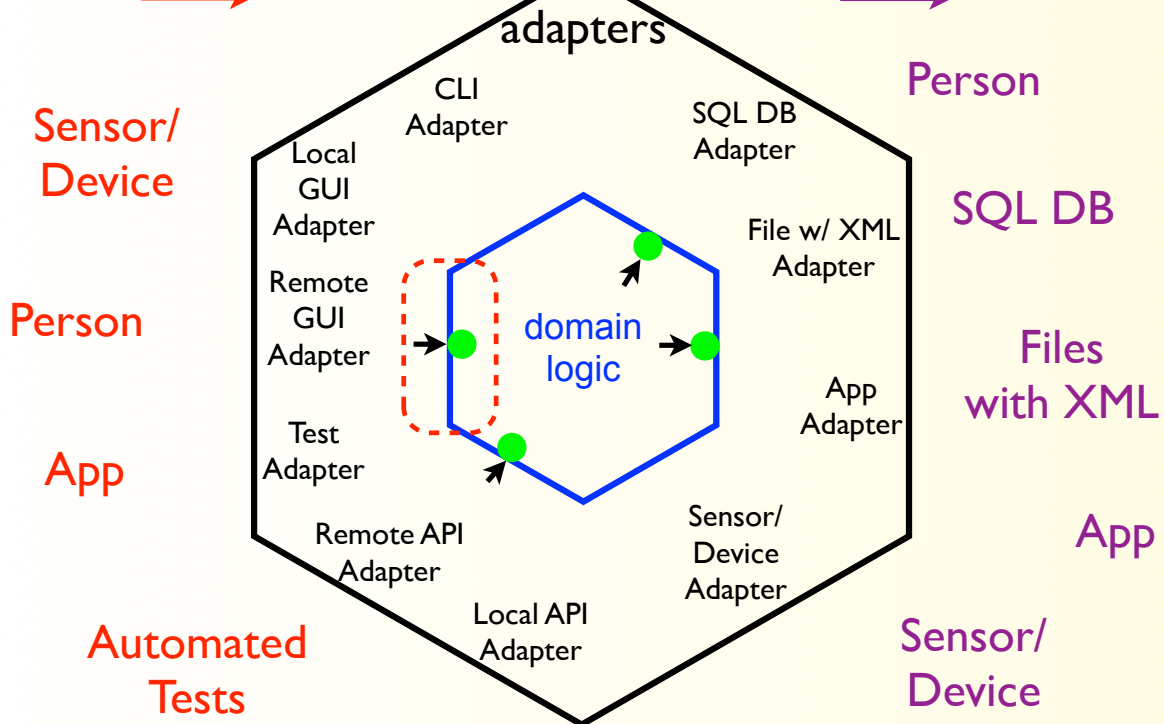 adapters
Sensor/
Device
Person
App
Automated
Tests
CLI
Adapter
Local
GUI
Adapter
Remote
GUI
Adapter
Test
Adapter
Remote API
Adapter
Local API
Adapter
domain
logic
SQL DB
Adapter
File w/ XML
Adapter
App
Adapter
Sensor/
Device
Adapter
Person
SQL DB
Files
with XML
App
Sensor/
Device